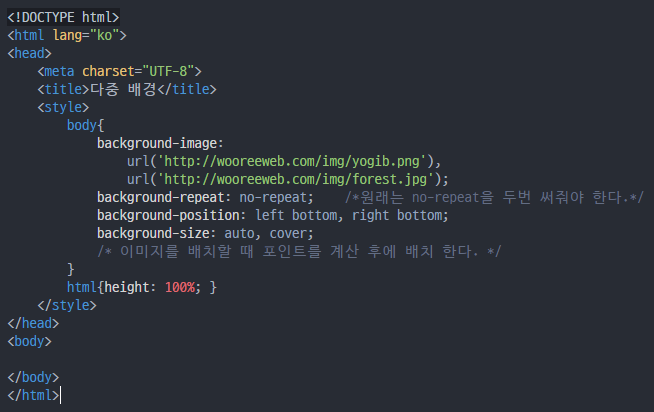 <!DOCTYPE html>
<html lang="ko">
<head>
    <meta charset="UTF-8">
    <title>다중 배경</title>
    <style>
        body{
            background-image:
                url('http://wooreeweb.com/img/yogib.png'),
                url('http://wooreeweb.com/img/forest.jpg');
            background-repeat: no-repeat;    /*원래는 no-repeat을 두번 써줘야 한다.*/
            background-position: left bottom, right bottom;
            background-size: auto, cover;
            /* 이미지를 배치할 때 포인트를 계산 후에 배치 한다. */
        }
        html{height: 100%; }
    </style>
</head>
<body>

</body>
</html>